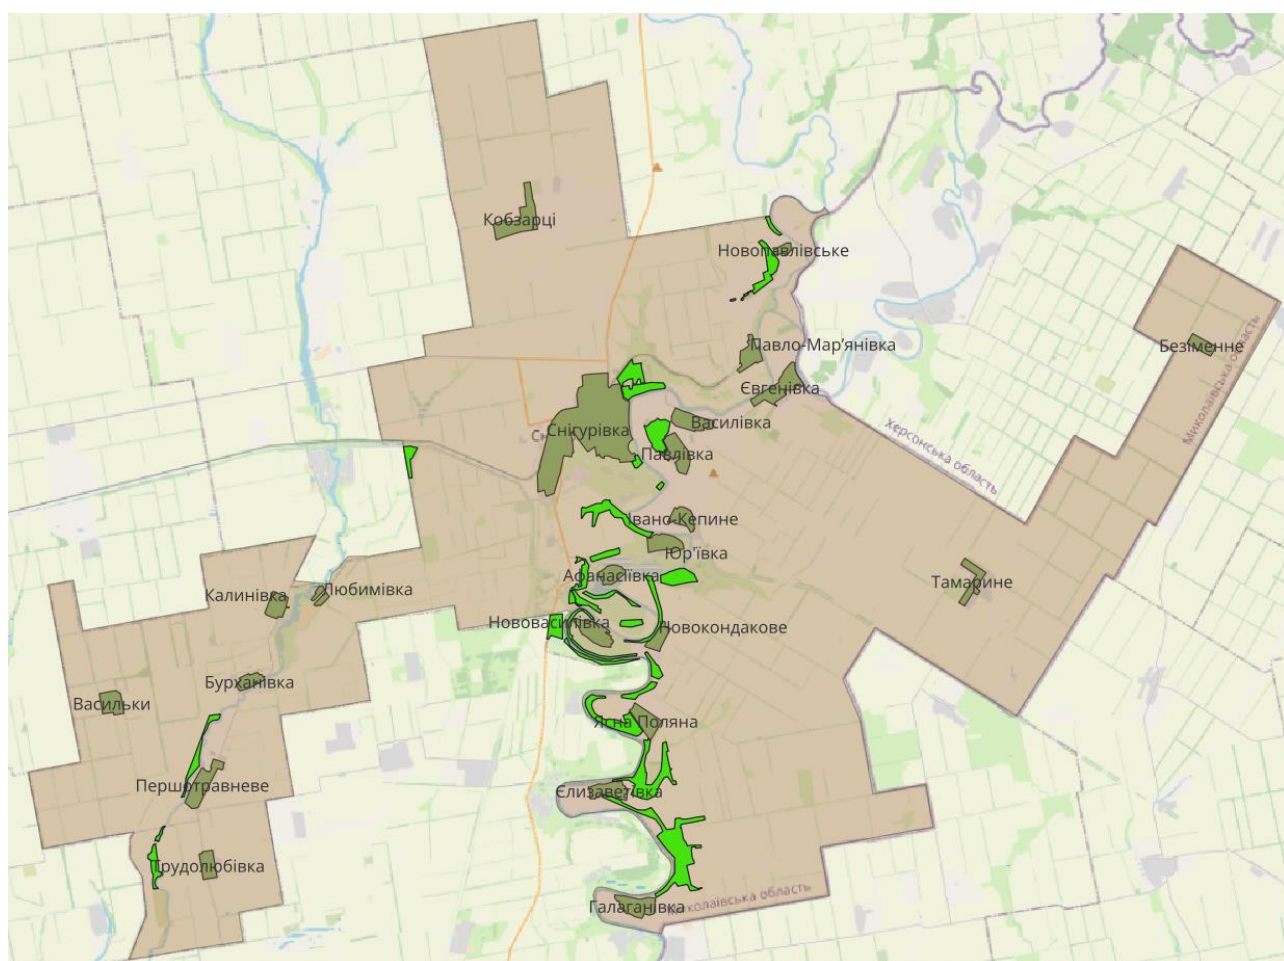 Кобзарці
Новопавлівське
Павло-Мар'янівка
Безіменне
Євгенівка
Миколаївська область
Василівка
Снігурівка
Херсонська область
Павлівка
Івано-Кепине
Юр'ївка
Афанасіївка
Тамарине
Любимівка
Калинівка
Нововасилівка
Новокондакове
Бурханівка
Васильки
Ясна Поляна
Першотравневе
Єлизаветівка
Трудолюбівка
Галаганівка
Миколаївська область